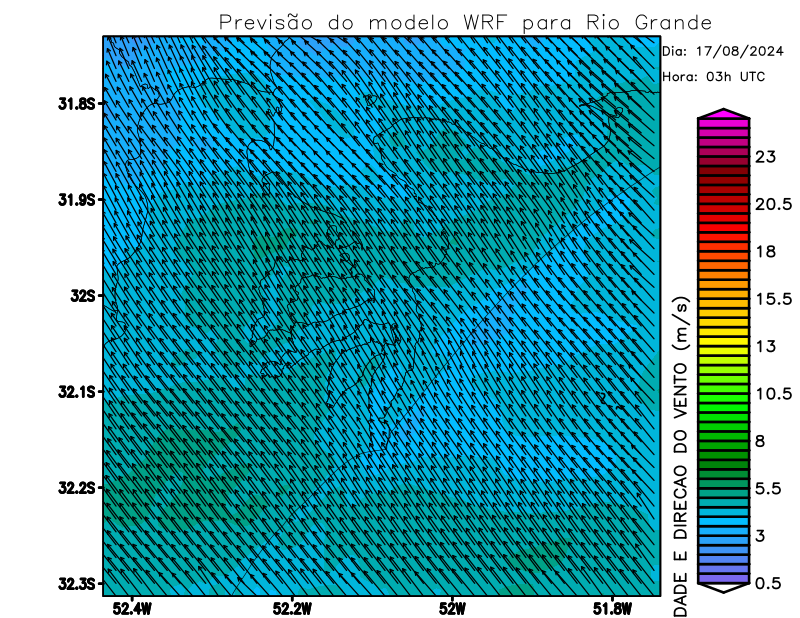 Previsão do modelo WRF para Rio Grande
Dia: 17/08/2024
Hora: 03h UTC
31.8S
31.9S
32S
32.1S
32.2S
32.3S
52.4W
52.2W
52W
51.8W
23
20.5
18
15.5
13
10.5
8
5.5
3
0.5
DADE E DIRECAO DO VENTO (m/s)